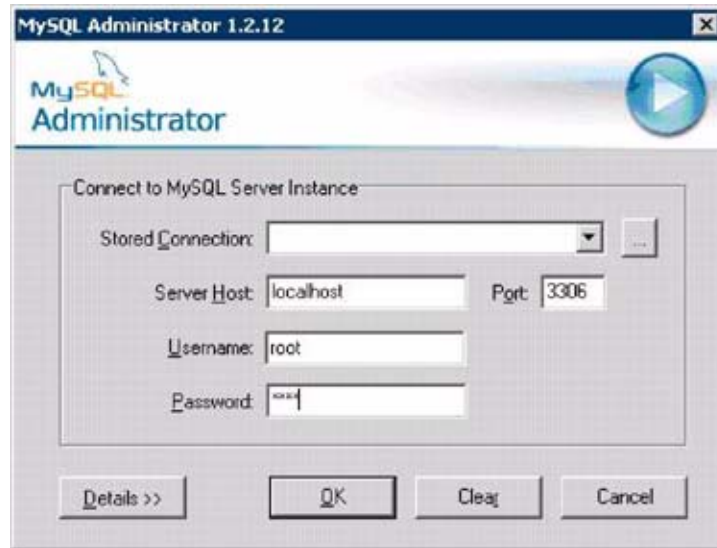 MySQL Administrator 1.2.12
MySQL
Administrator
Connect to MySQL Server Instance
Stored Connection:
...
Server Host: localhost Port: 3306
Username: root
Password: ****
Details >> OK Clear Cancel